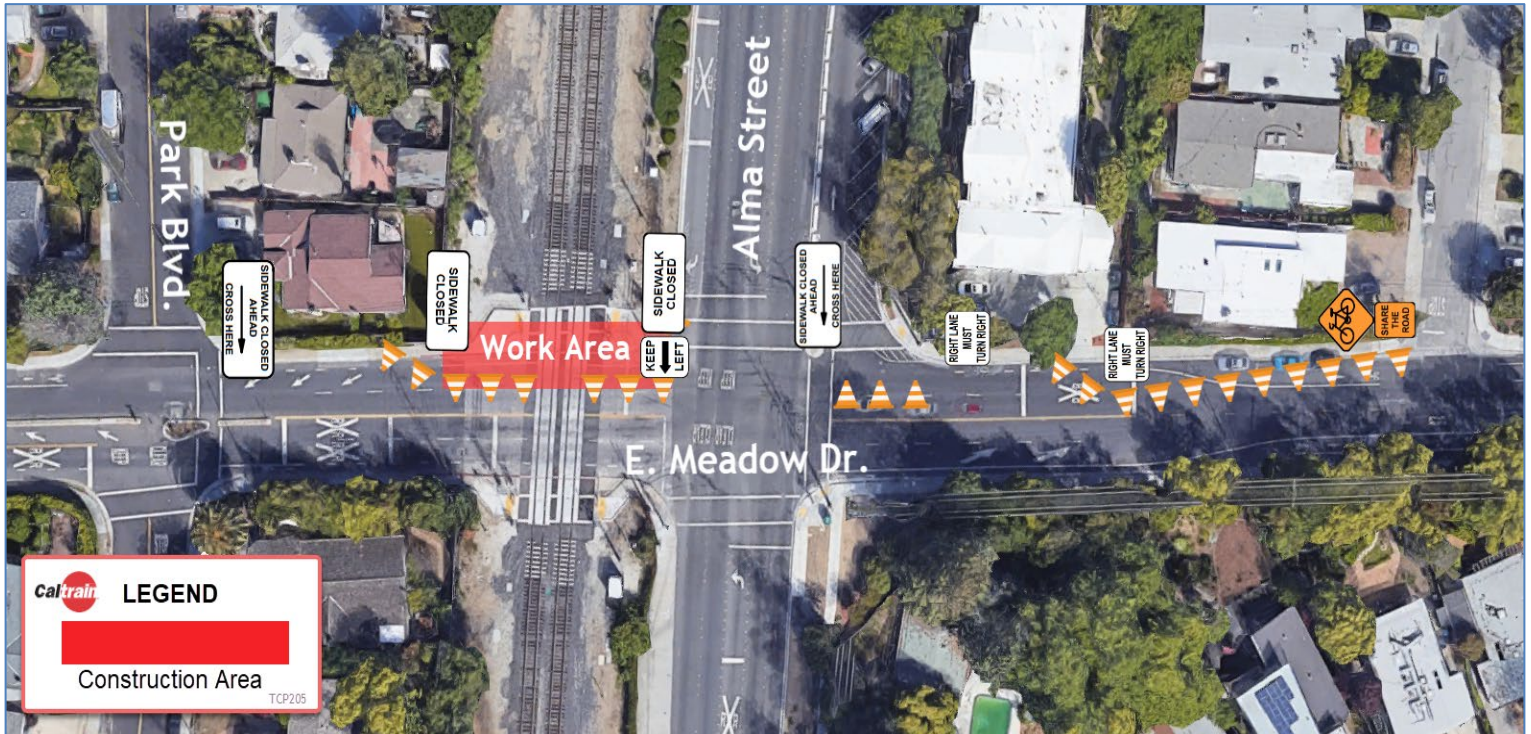 Park Blvd.
SIDEWALK CLOSED
AHEAD
CROSS HERE
SIDEWALK
CLOSED
Work Area
SIDEWALK
CLOSED
KEEP
LEFT
Alma Street
SIDEWALK CLOSED
AHEAD
CROSS HERE
RIGHT LANE
MUST
TURN RIGHT
RIGHT LANE
MUST
TURN RIGHT
SHARE
THE
ROAD
E. Meadow Dr.
KEEP
CLEAR
Caltrain
LEGEND
Construction Area
TCP205